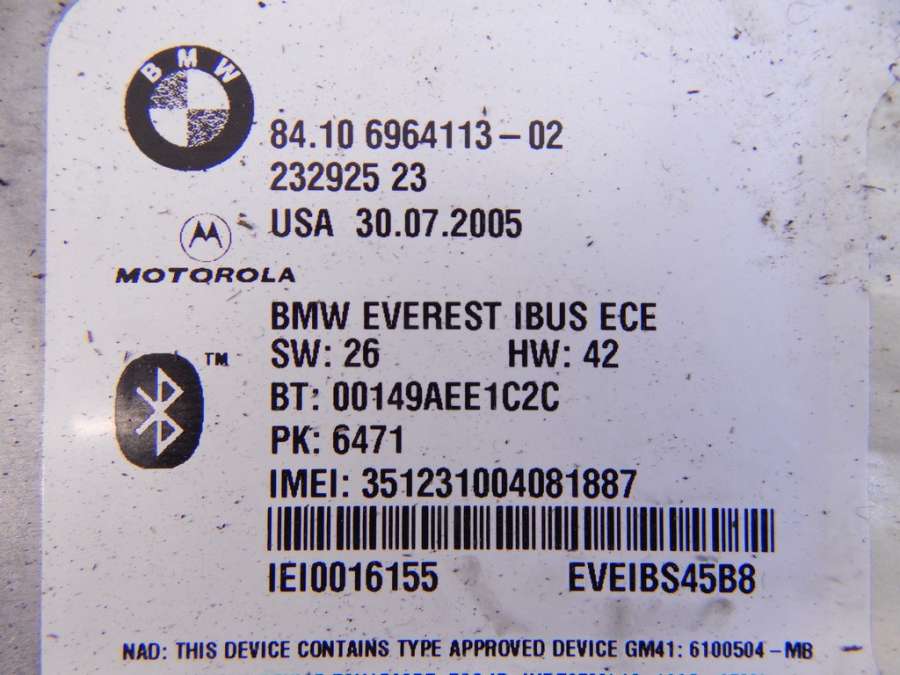 BMW
84.10 6964113-02
232925 23
USA 30.07.2005
MOTOROLA
BMW EVEREST IBUS ECE
SW: 26 HW: 42
TM
BT: 00149AEE1C2C
PK: 6471
IMEI: 351231004081887
IEI0016155 EVEIBS45B8
NAD: THIS DEVICE CONTAINS TYPE APPROVED DEVICE GM41: 6100504-MB